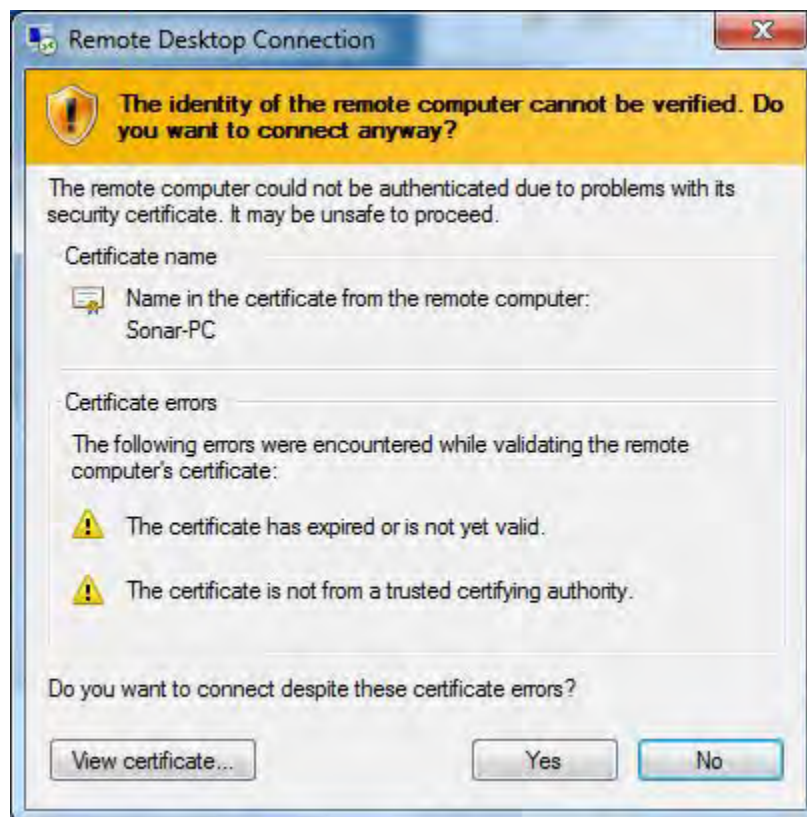 Remote Desktop Connection
The identity of the remote computer cannot be verified. Do
you want to connect anyway?
The remote computer could not be authenticated due to problems with its
security certificate. It may be unsafe to proceed.
Certificate name
Name in the certificate from the remote computer:
Sonar-PC
Certificate errors
The following errors were encountered while validating the remote
computer's certificate:
The certificate has expired or is not yet valid.
The certificate is not from a trusted certifying authority.
Do you want to connect despite these certificate errors?
View certificate... Yes No